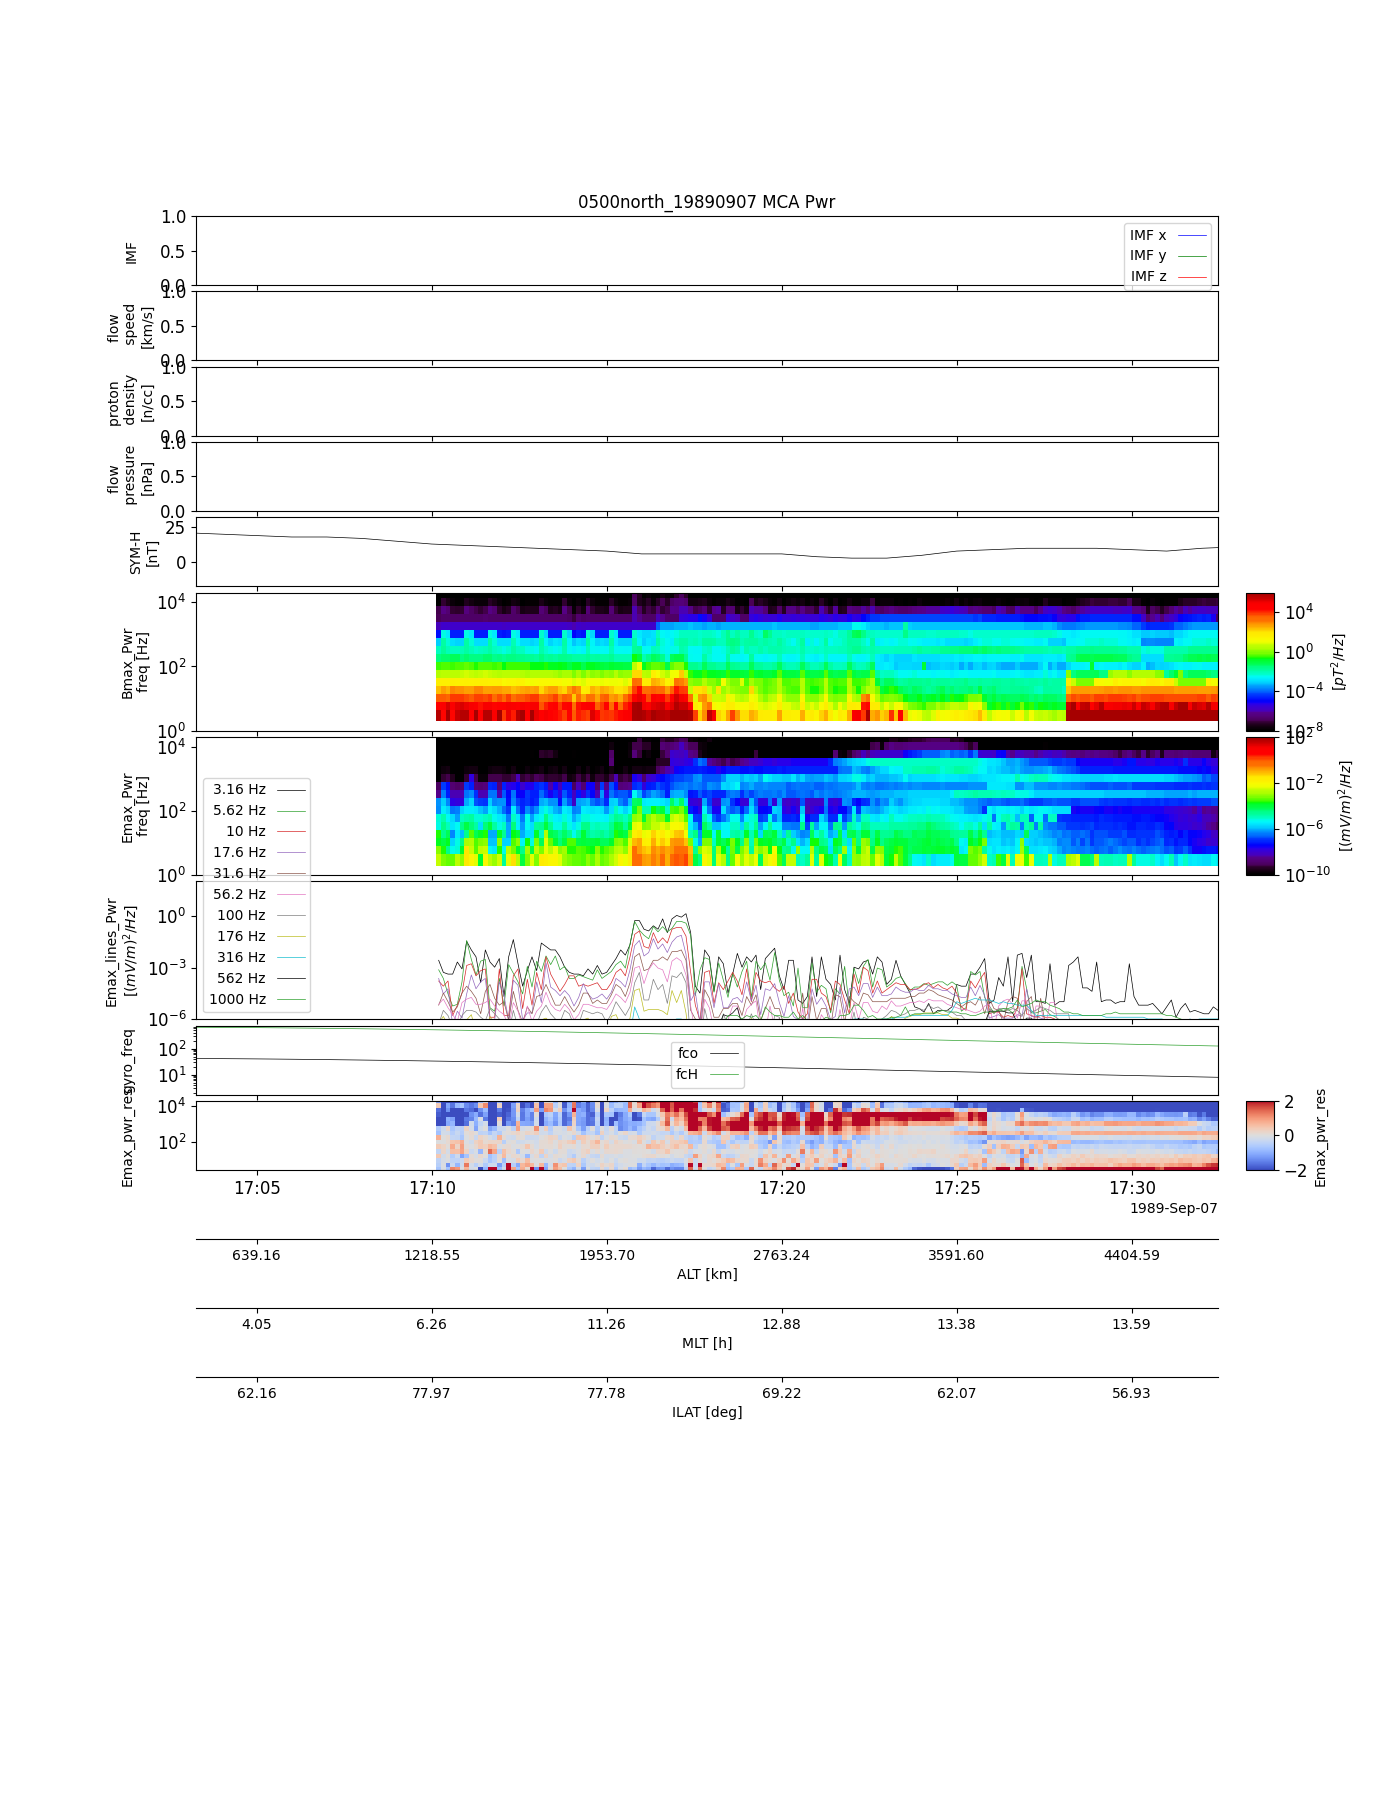 0500north_19890907 MCA Pwr
1.0
0.5
0.0
IMF
IMF x
IMF y
IMF z
1.0
0.5
0.0
flow
speed
[km/s]
1.0
0.5
0.0
proton
density
[n/cc]
1.0
0.5
0.0
flow
pressure
[nPa]
25
0
SYM-H
[nT]
10^4
10^2
10^0
Bmax_Pwr
freq [Hz]
10^4
10^0
10^-4
10^-8
[pT^2/Hz]
10^4
10^2
10^0
Emax_Pwr
freq [Hz]
10^2
10^-2
10^-6
10^-10
[(mV/m)^2/Hz]
3.16 Hz
5.62 Hz
10 Hz
17.6 Hz
31.6 Hz
56.2 Hz
100 Hz
176 Hz
316 Hz
562 Hz
1000 Hz
10^0
10^-3
10^-6
Emax_lines_Pwr
[(mV/m)^2/Hz]
10^2
10^1
gyro_freq
fco
fcH
10^4
10^2
Emax_pwr_res
2
0
−2
Emax_pwr_res
17:05 17:10 17:15 17:20 17:25 17:30
1989-Sep-07
639.16 1218.55 1953.70 2763.24 3591.60 4404.59
ALT [km]
4.05 6.26 11.26 12.88 13.38 13.59
MLT [h]
62.16 77.97 77.78 69.22 62.07 56.93
ILAT [deg]